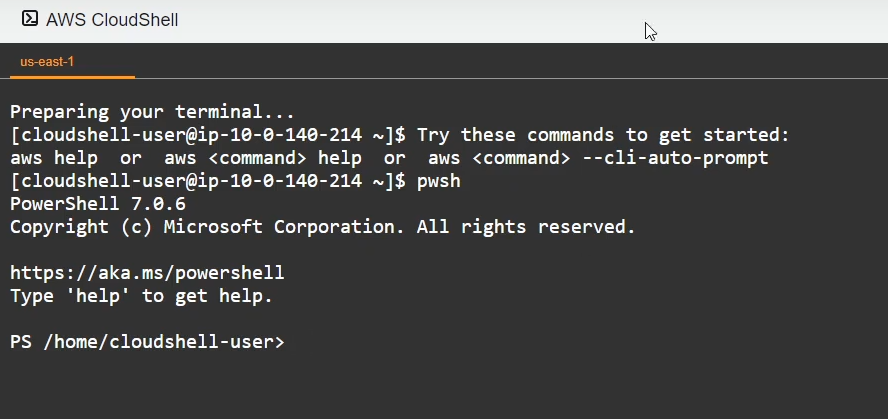 AWS CloudShell
us-east-1
Preparing your terminal...
[cloudshell-user@ip-10-0-140-214 ~]$ Try these commands to get started:
aws help  or  aws <command> help  or  aws <command> --cli-auto-prompt
[cloudshell-user@ip-10-0-140-214 ~]$ pwsh
PowerShell 7.0.6
Copyright (c) Microsoft Corporation. All rights reserved.
https://aka.ms/powershell
Type 'help' to get help.
PS /home/cloudshell-user>